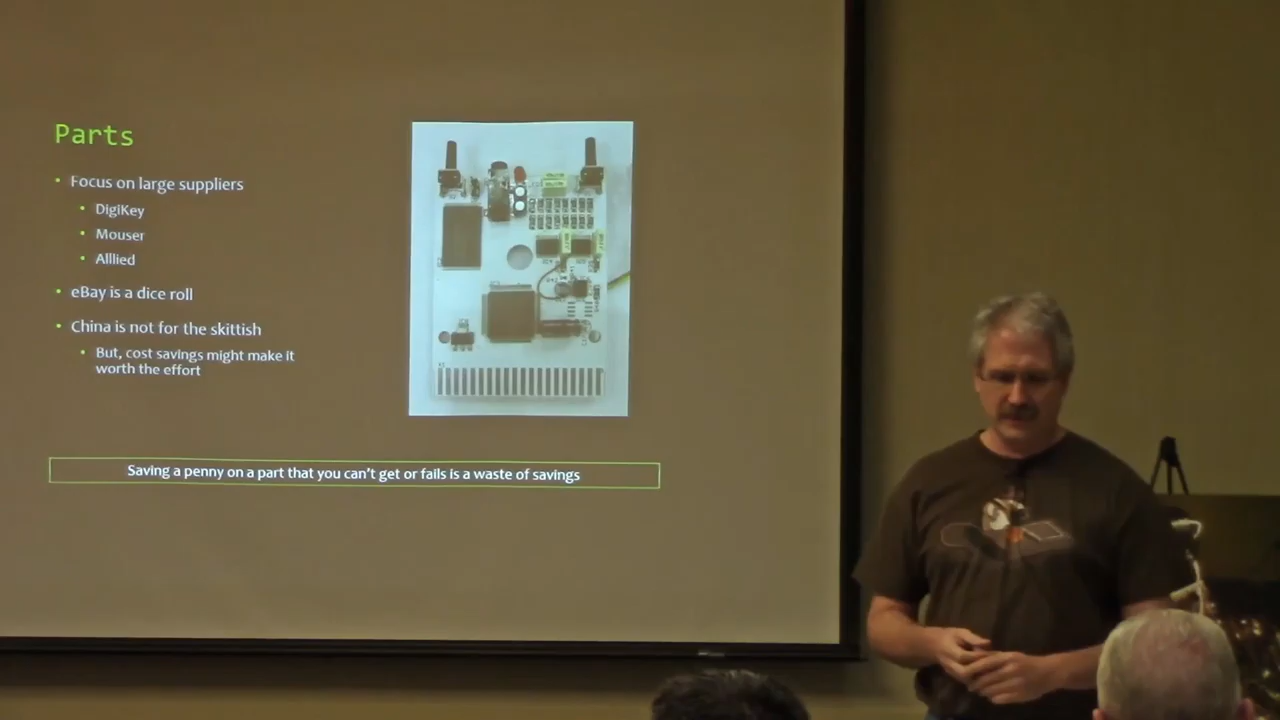 Parts
Focus on large suppliers
DigiKey
Mouser
Alllied
eBay is a dice roll
China is not for the skittish
But, cost savings might make it
worth the effort
Saving a penny on a part that you can't get or fails is a waste of savings